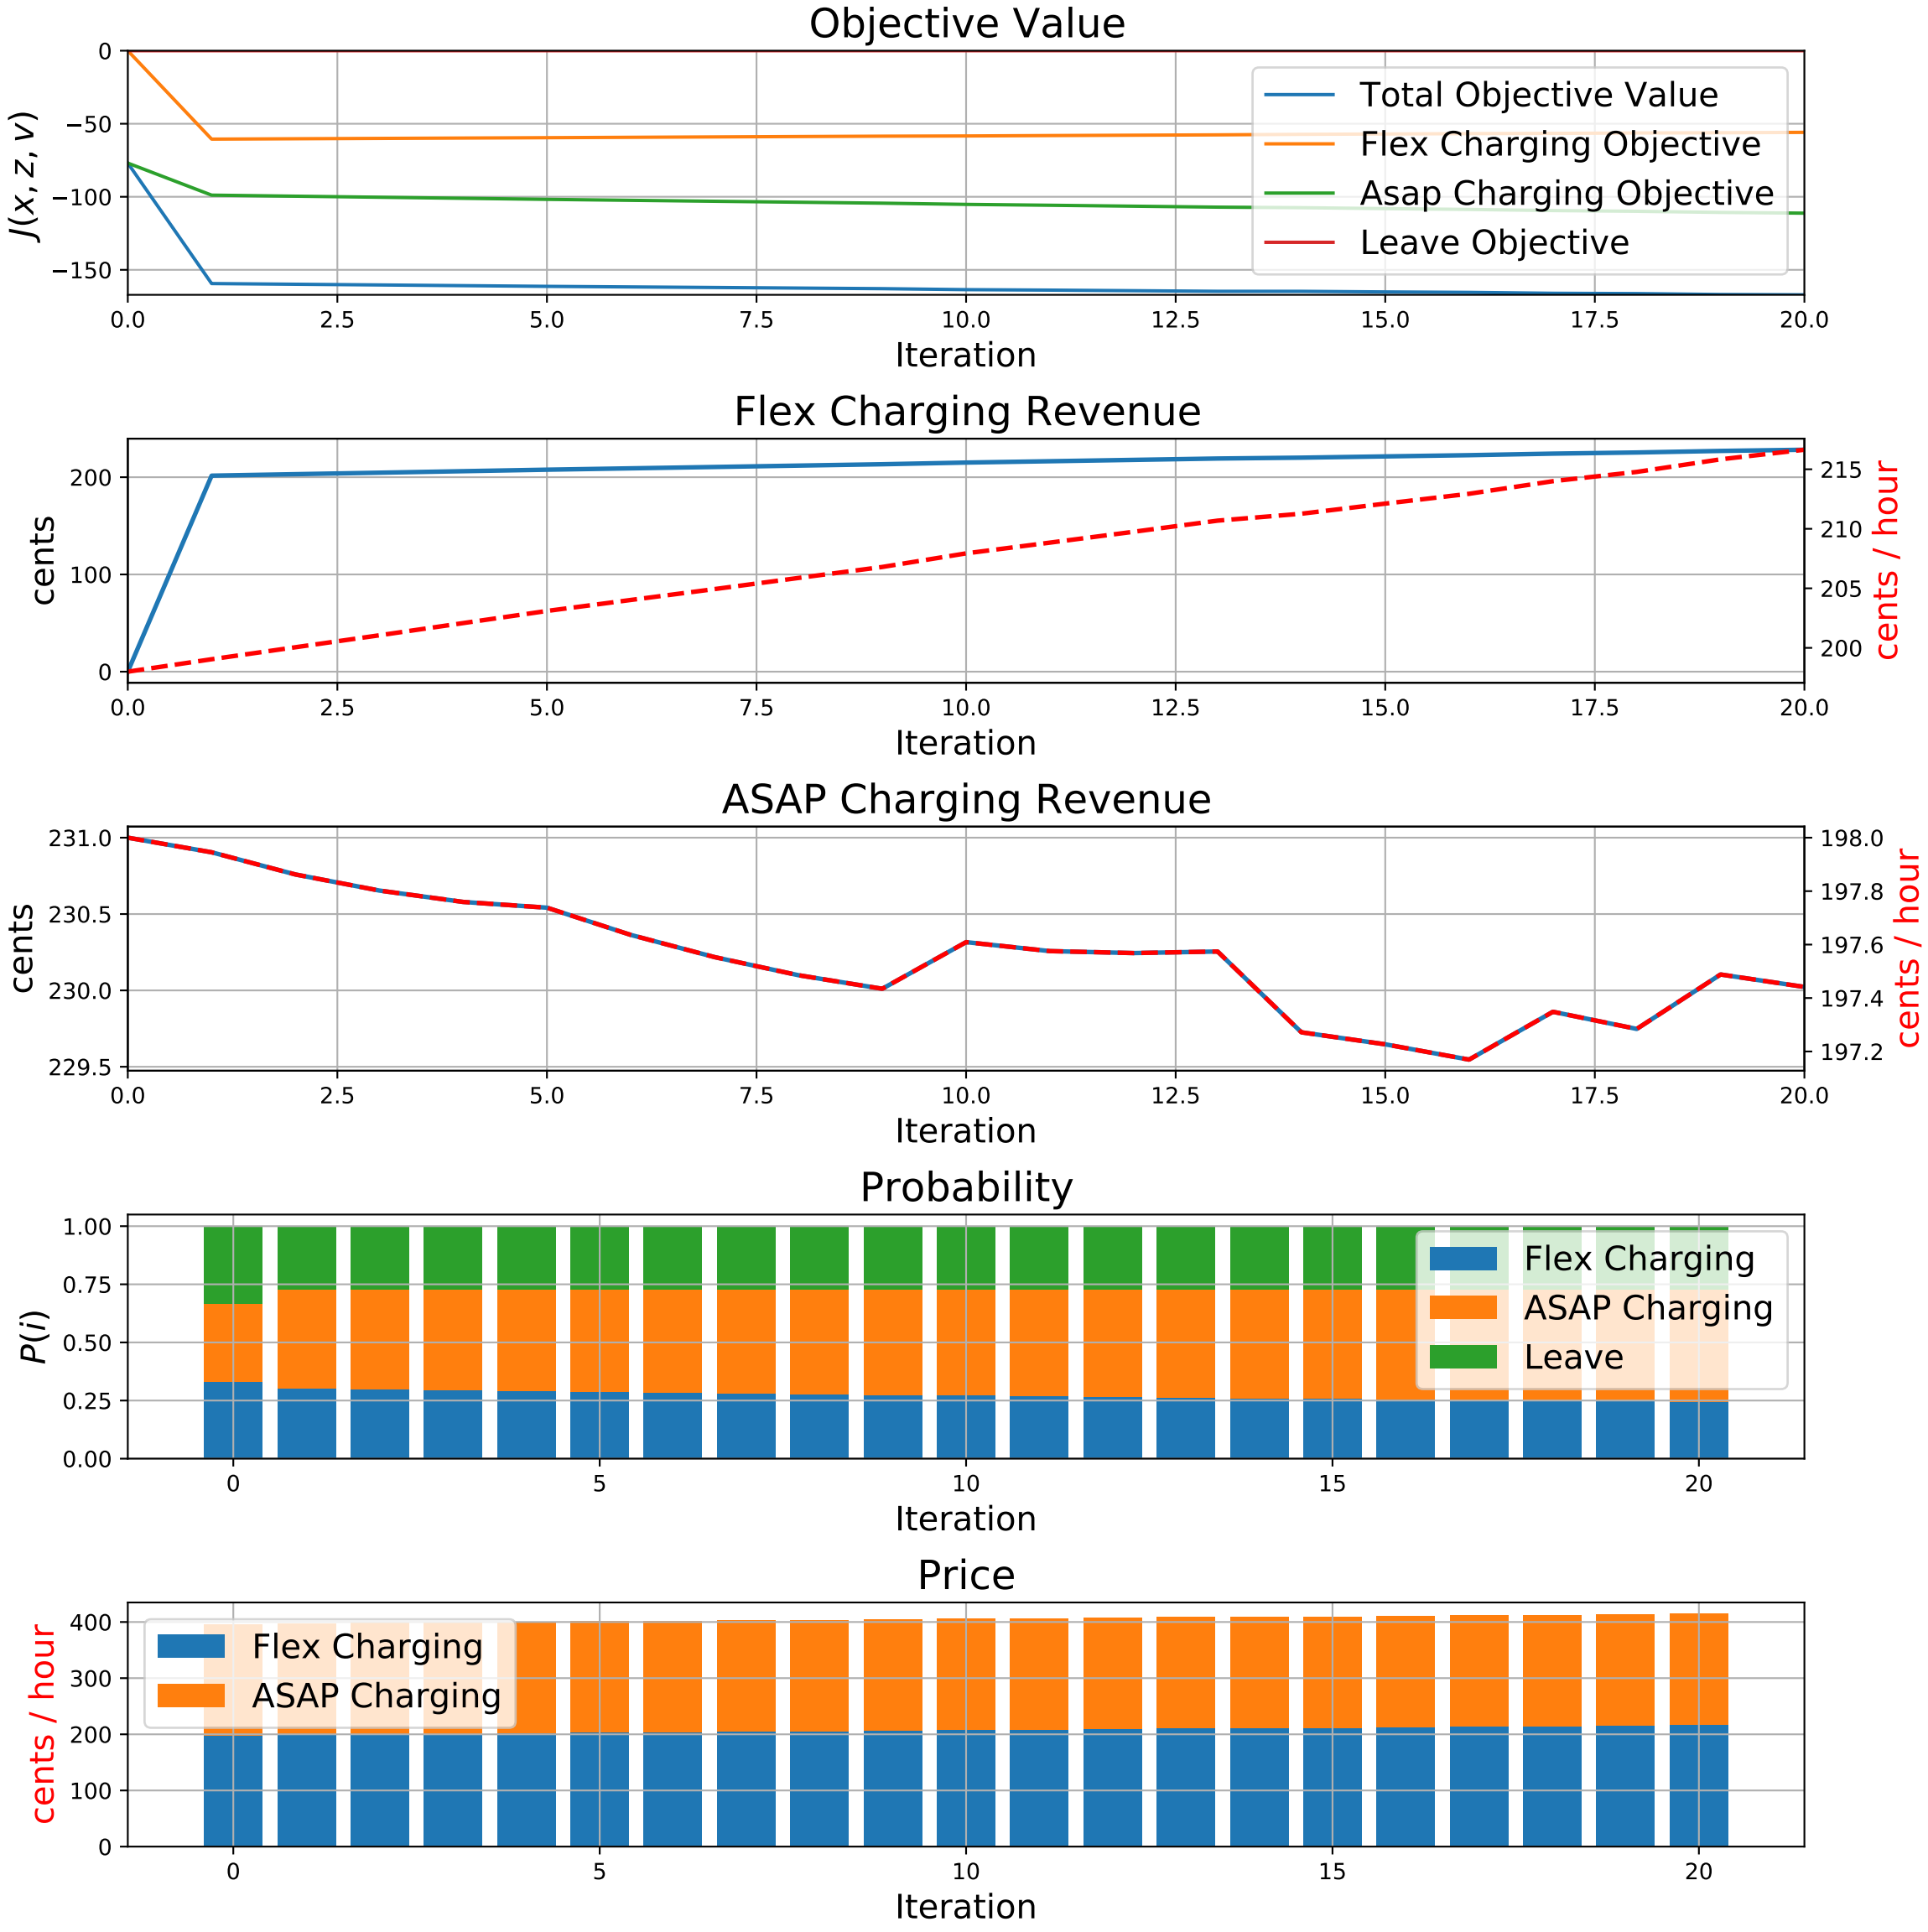 Objective Value
J(x, z, v)
0
−50
−100
−150
Total Objective Value
Flex Charging Objective
Asap Charging Objective
Leave Objective
0.0 2.5 5.0 7.5 10.0 12.5 15.0 17.5 20.0
Iteration
Flex Charging Revenue
cents
200
100
0
215
210
205
200
cents / hour
0.0 2.5 5.0 7.5 10.0 12.5 15.0 17.5 20.0
Iteration
ASAP Charging Revenue
cents
231.0
230.5
230.0
229.5
198.0
197.8
197.6
197.4
197.2
cents / hour
0.0 2.5 5.0 7.5 10.0 12.5 15.0 17.5 20.0
Iteration
Probability
P(i)
1.00
0.75
0.50
0.25
0.00
Flex Charging
ASAP Charging
Leave
0 5 10 15 20
Iteration
Price
cents / hour
400
300
200
100
0
Flex Charging
ASAP Charging
0 5 10 15 20
Iteration